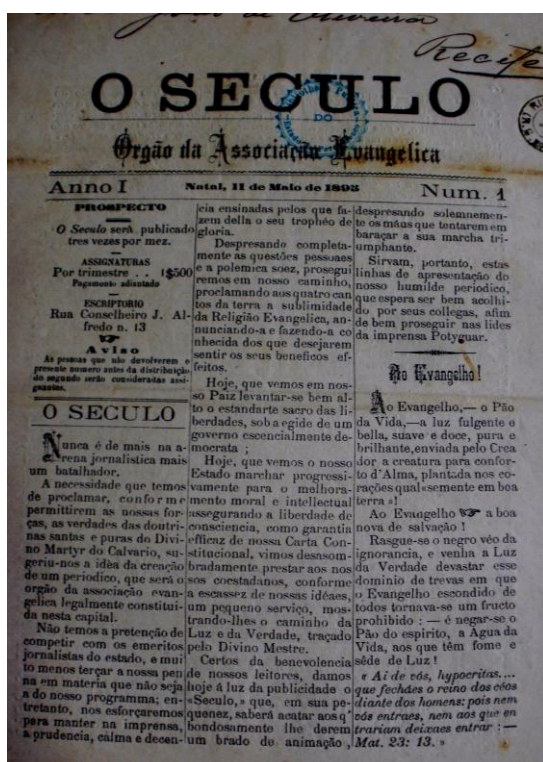 de Oliveira
Recife
O SECULO
DO
Orgão da Associação Evangelica
Anno I
Natal, 11 de Maio de 1895
Num. 1
PROSPECTO
O Seculo será publicado
tres vezes por mez.
ASSIGNATURAS
Por trimestre . . 1$500
Pagamento adiantado
ESCRIPTORIO
Rua Conselheiro J. Al-
fredo n. 13
Aviso
As pessoas que não devolverem o
presente numero antes da distribuição
do segundo serão consideradas assi-
gnantes.
O SECULO
Nunca é de mais na a-
rena jornalistica mais
um batalhador.
A necessidade que temos
de proclamar, conforme
permittirem as nossas for-
ças, as verdades das doutri-
nas santas e puras do Divi-
no Martyr do Calvario, su-
geriu-nos a idèa da creação
de um periodico, que será o
orgão da associação evan-
gelica legalmente constitui-
da nesta capital.
Não temos a pretenção de
competir com os emeritos
jornalistas do estado, e mui
to menos terçar a nossa pen
na em materia que não seja
a do nosso programma; en-
tretanto, nos esforçaremos
para manter na imprensa,
a prudencia, calma e decen-
cia ensinadas pelos que fa-
zem della o seu trophéo de
gloria.
Despresando completa-
mente as questões pessoaes
e a polemica soez, prosegui
remos em nosso caminho,
proclamando aos quatro can
tos da terra a sublimidade
da Religião Evangelica, an-
nunciando-a e fazendo-a co
nhecida dos que desejarem
sentir os seus beneficos ef-
feitos.
Hoje, que vemos em nos-
so Paiz levantar-se bem al-
to o estandarte sacro das li-
berdades, sob a egide de um
governo escencialmente de-
mocrata ;
Hoje, que vemos o nosso
Estado marchar progressi-
vamente para o melhora-
mento moral e intellectual
assegurando a liberdade de
consciencia, como garantia
efficaz de nossa Carta Con-
stitucional, vimos desasom-
bradamente prestar aos nos
sos coestadanos, conforme
a escassez de nossas idéaes,
um pequeno serviço, mos-
trando-lhes o caminho da
Luz e da Verdade, traçado
pelo Divino Mestre.
Certos da benevolencia
de nossos leitores, damos
hoje á luz da publicidade o
«Seculo,» que, em sua pe-
quenez, saberá acatar aos q'
bondosamente lhe derem
um brado de animação ,
despresando solemnemen-
te os máus que tentarem em
baraçar a sua marcha tri-
umphante.
Sirvam, portanto, estas
linhas de apresentação do
nosso humilde periodico,
que espera ser bem acolhi-
do por seus collegas, afim
de bem proseguir nas lides
da imprensa Potyguar.
Ao Evangelho!
Ao Evangelho,— o Pão
da Vida,—a luz fulgente e
bella, suave e doce, pura e
brilhante,enviada pelo Crea
dor a creatura para confor-
to d'Alma, plantada nos co-
rações qual«semente em boa
terra»!
Ao Evangelho a boa
nova de salvação !
Rasgue-se o negro véo da
ignorancia, e venha a Luz
da Verdade devastar esse
dominio de trevas em que
o Evangelho escondido de
todos tornava-se um fructo
prohibido : — é negar-se o
Pão do espirito, a Agua da
Vida, aos que têm fome e
sêde de Luz !
« Ai de vós, hypocritas....
que fechães o reino dos céos
diante dos homens; pois nem
vós entraes, nem aos que en
trariam deixaes entrar : —
Mat. 23: 13. »